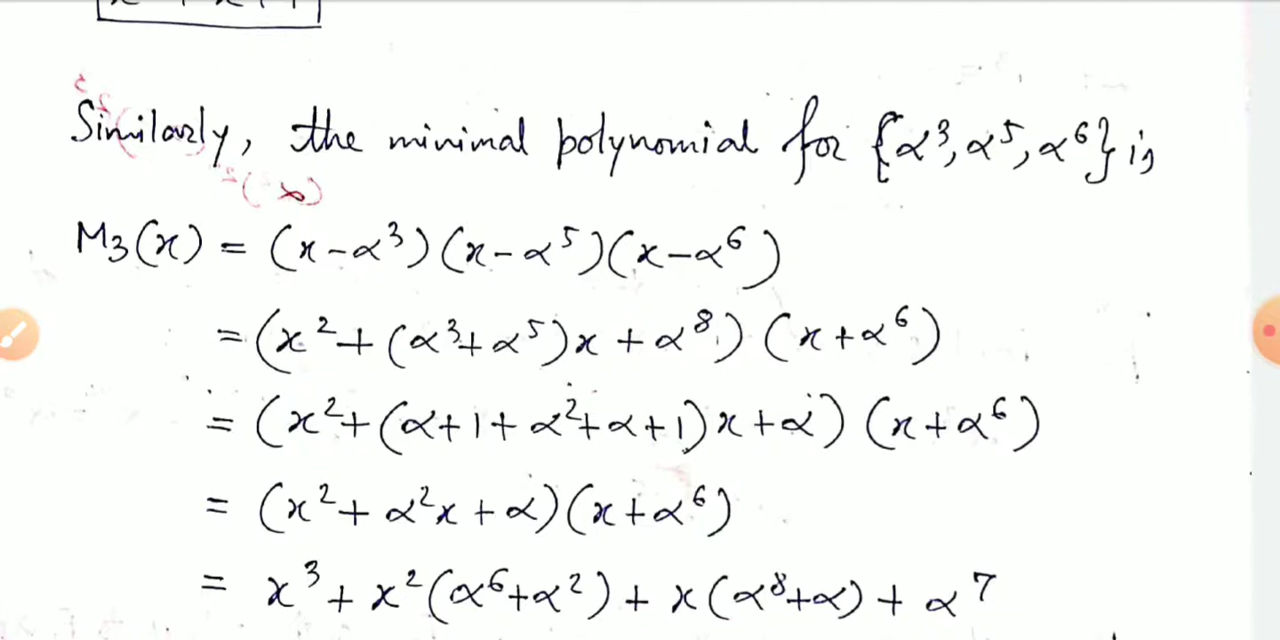 Similarly, the minimal polynomial for {α³, α⁵, α⁶} is
M₃(x) = (x-α³)(x-α⁵)(x-α⁶)
= (x²+(α³+α⁵)x+α⁸)(x+α⁶)
= (x²+(α+1+α²+α+1)x+α)(x+α⁶)
= (x²+α²x+α)(x+α⁶)
= x³+x²(α⁶+α²)+x(α⁸+α)+α⁷